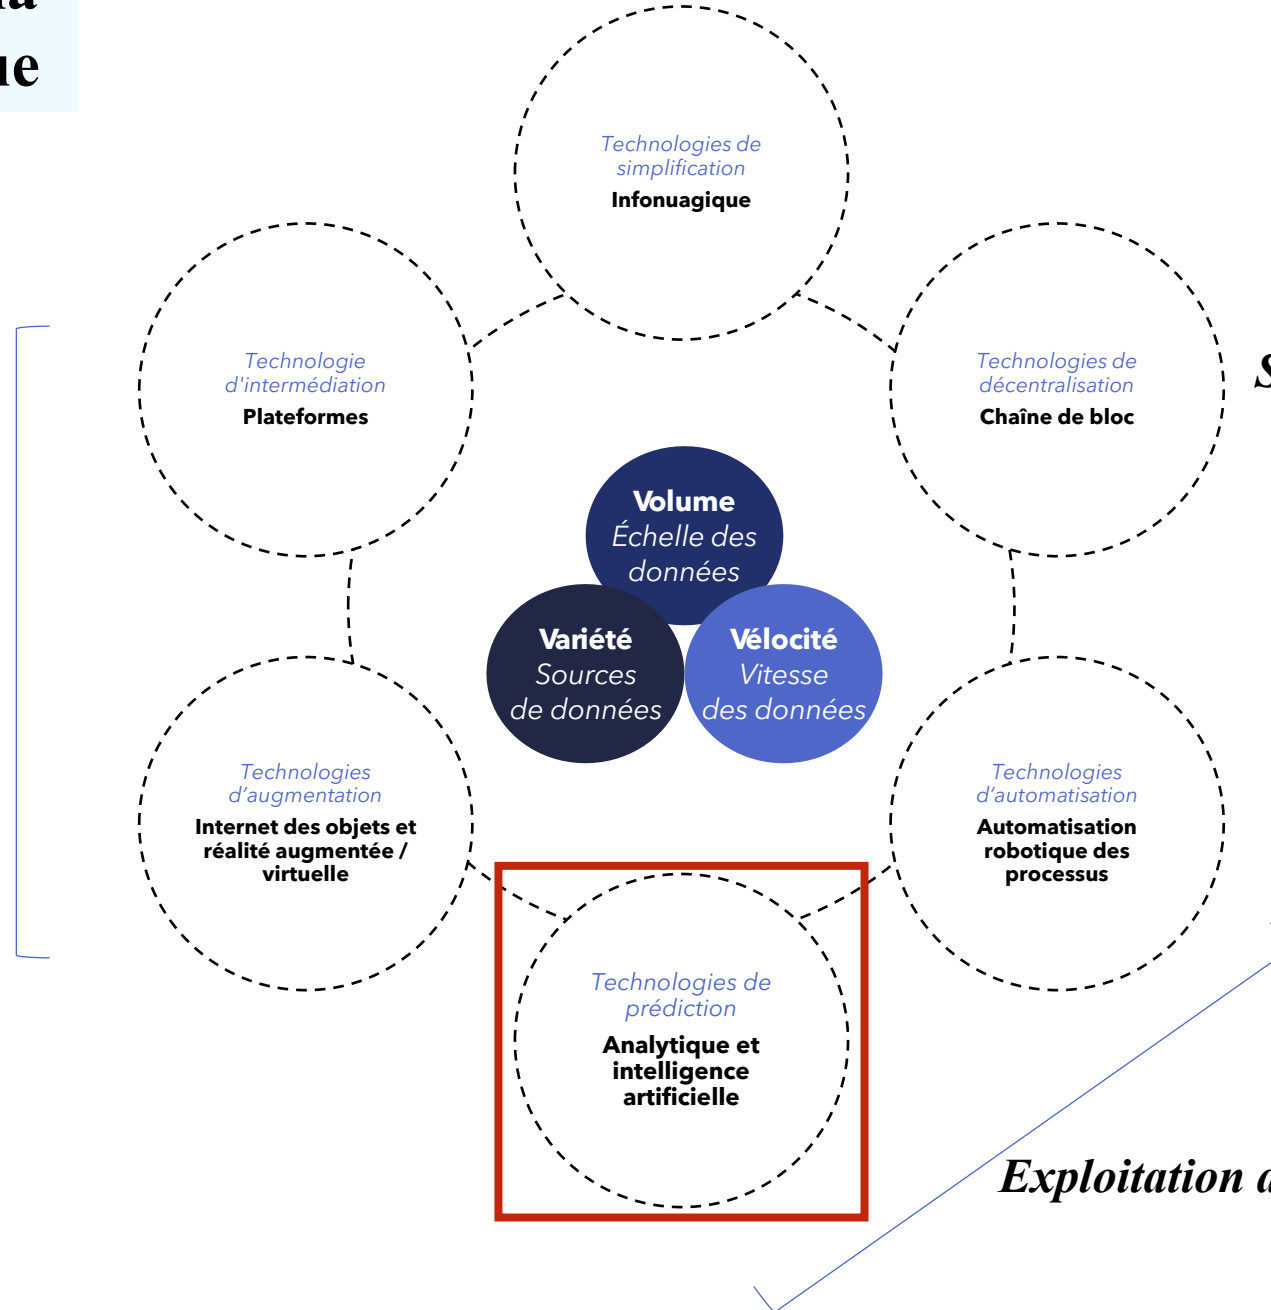 Technologies de
simplification
Infonuagique
Technologie
d'intermédiation
Plateformes
Technologies de
décentralisation
Chaîne de bloc
Volume
Échelle des
données
Variété
Sources
de données
Vélocité
Vitesse
des données
Technologies
d’augmentation
Internet des objets et
réalité augmentée /
virtuelle
Technologies
d’automatisation
Automatisation
robotique des
processus
Technologies de
prédiction
Analytique et
intelligence
artificielle
Exploitation